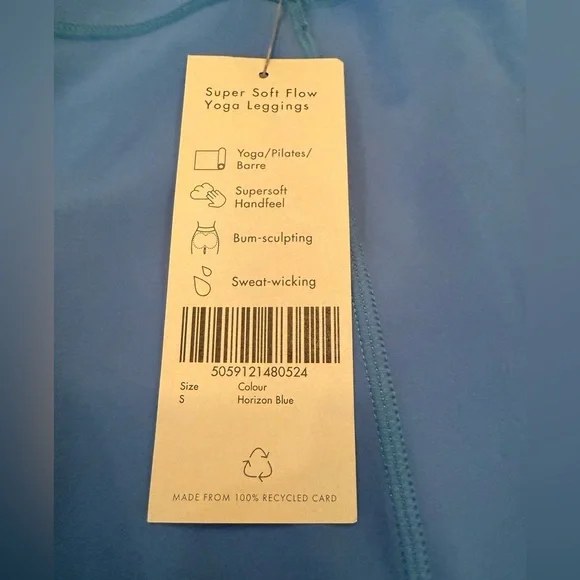 Super Soft Flow
Yoga Leggings
Yoga/Pilates/
Barre
Supersoft
Handfeel
Bum-sculpting
Sweat-wicking
5059121480524
Size Colour
S Horizon Blue
MADE FROM 100% RECYCLED CARD